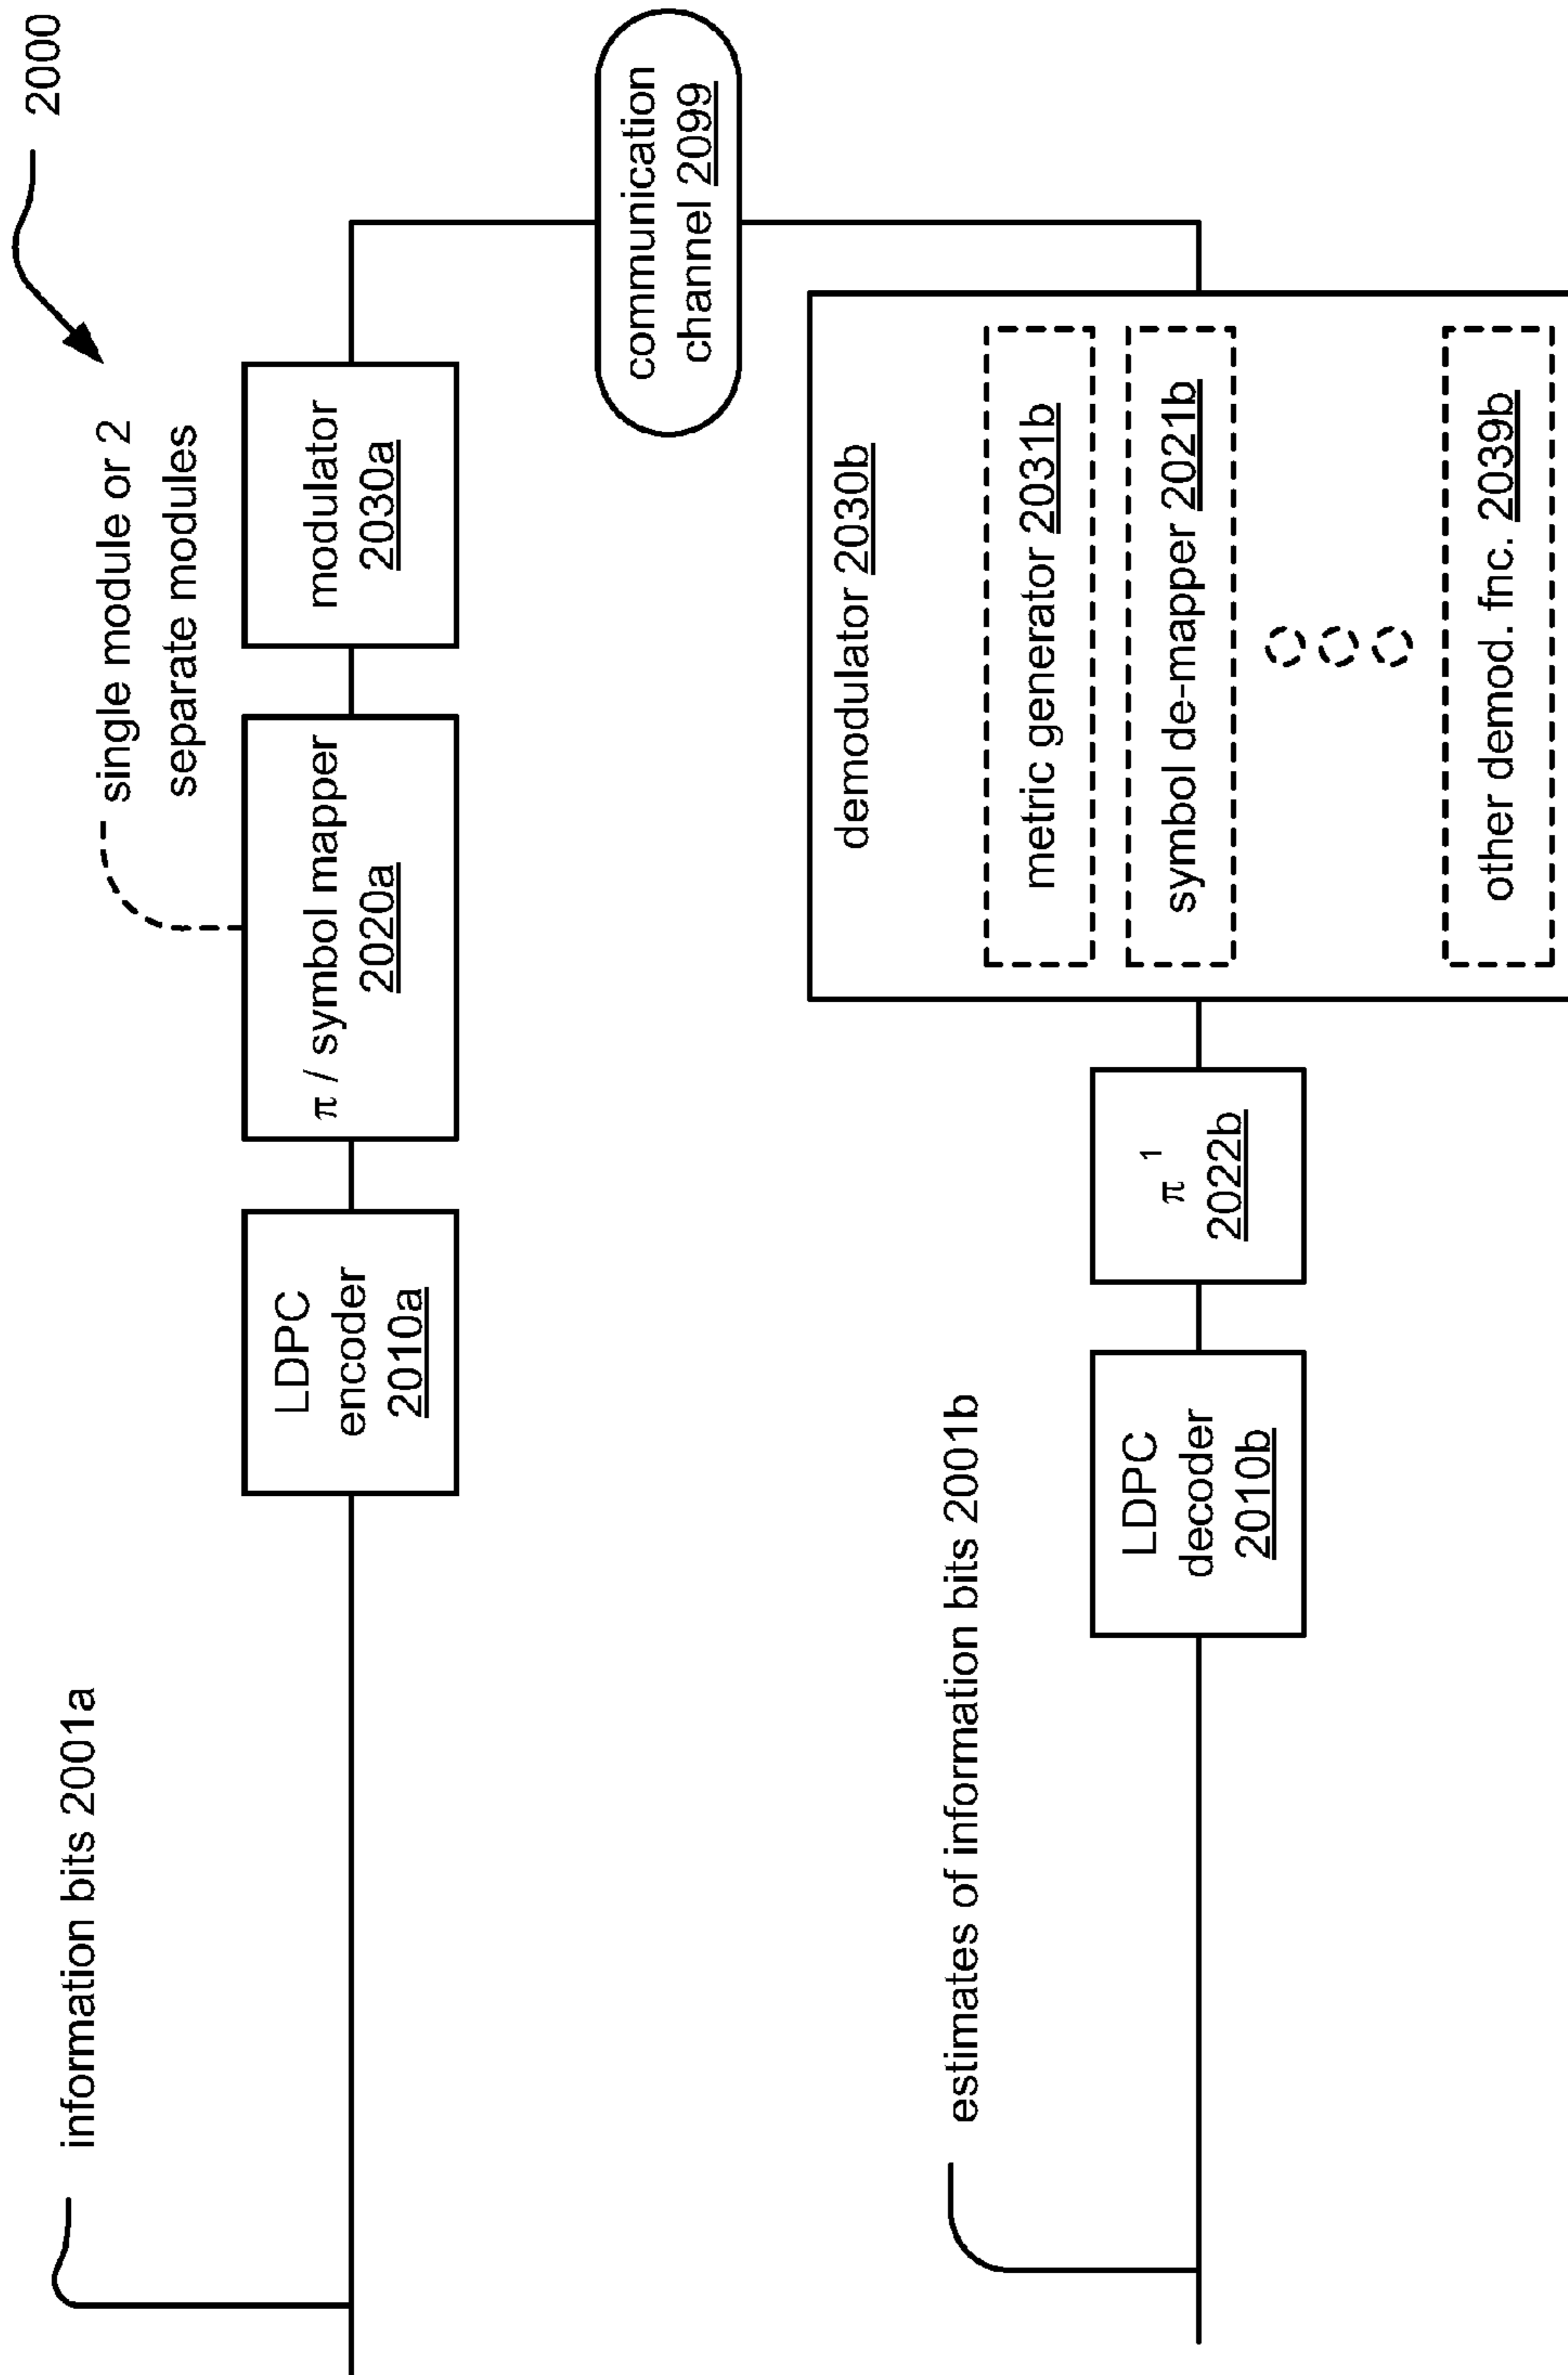 2000
information bits 2001a
single module or 2
separate modules
LDPC
encoder
2010a
π / symbol mapper
2020a
modulator
2030a
communication
channel 2099
estimates of information bits 2001b
LDPC
decoder
2010b
π 1
2022b
demodulator 2030b
metric generator 2031b
symbol de-mapper 2021b
other demod. fnc. 2039b